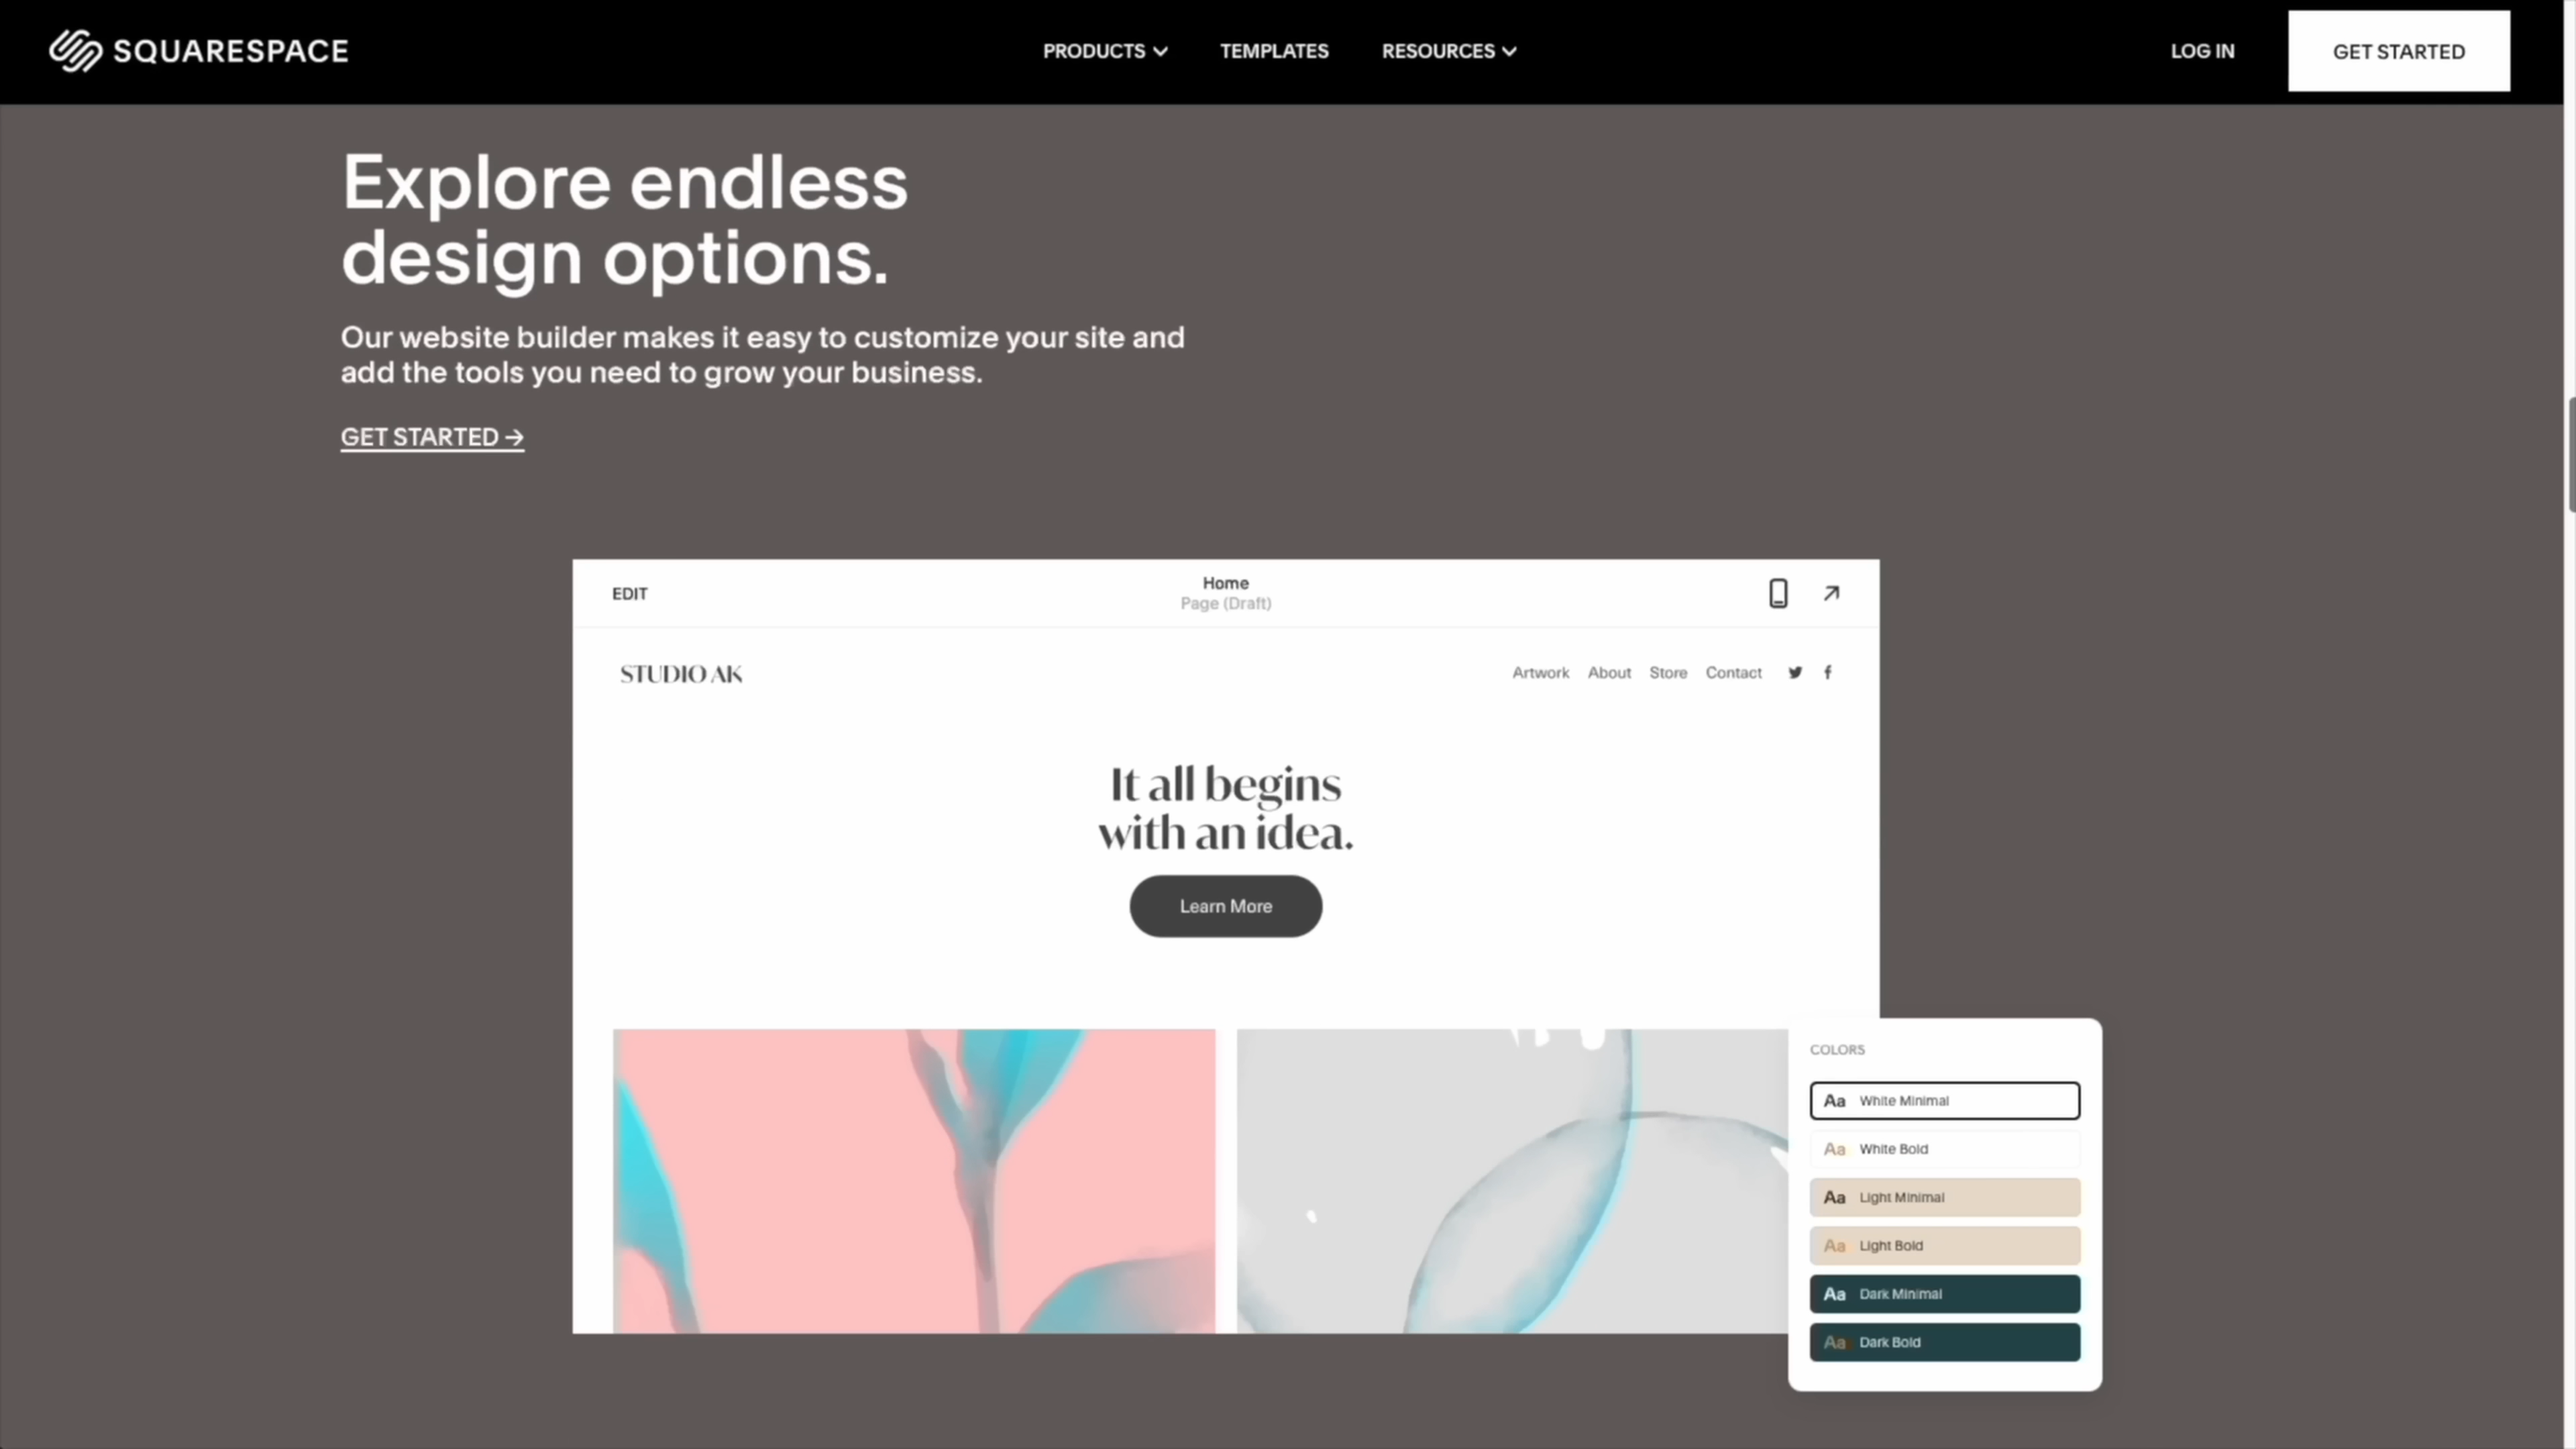 SQUARESPACE
PRODUCTS
TEMPLATES
RESOURCES
LOG IN
GET STARTED
Explore endless
design options.
Our website builder makes it easy to customize your site and
add the tools you need to grow your business.
GET STARTED →
EDIT
Home
Page (Draft)
STUDIO AK
Artwork
About
Store
Contact
It all begins
with an idea.
Learn More
COLORS
Aa White Minimal
Aa White Bold
Aa Light Minimal
Aa Light Bold
Aa Dark Minimal
Aa Dark Bold